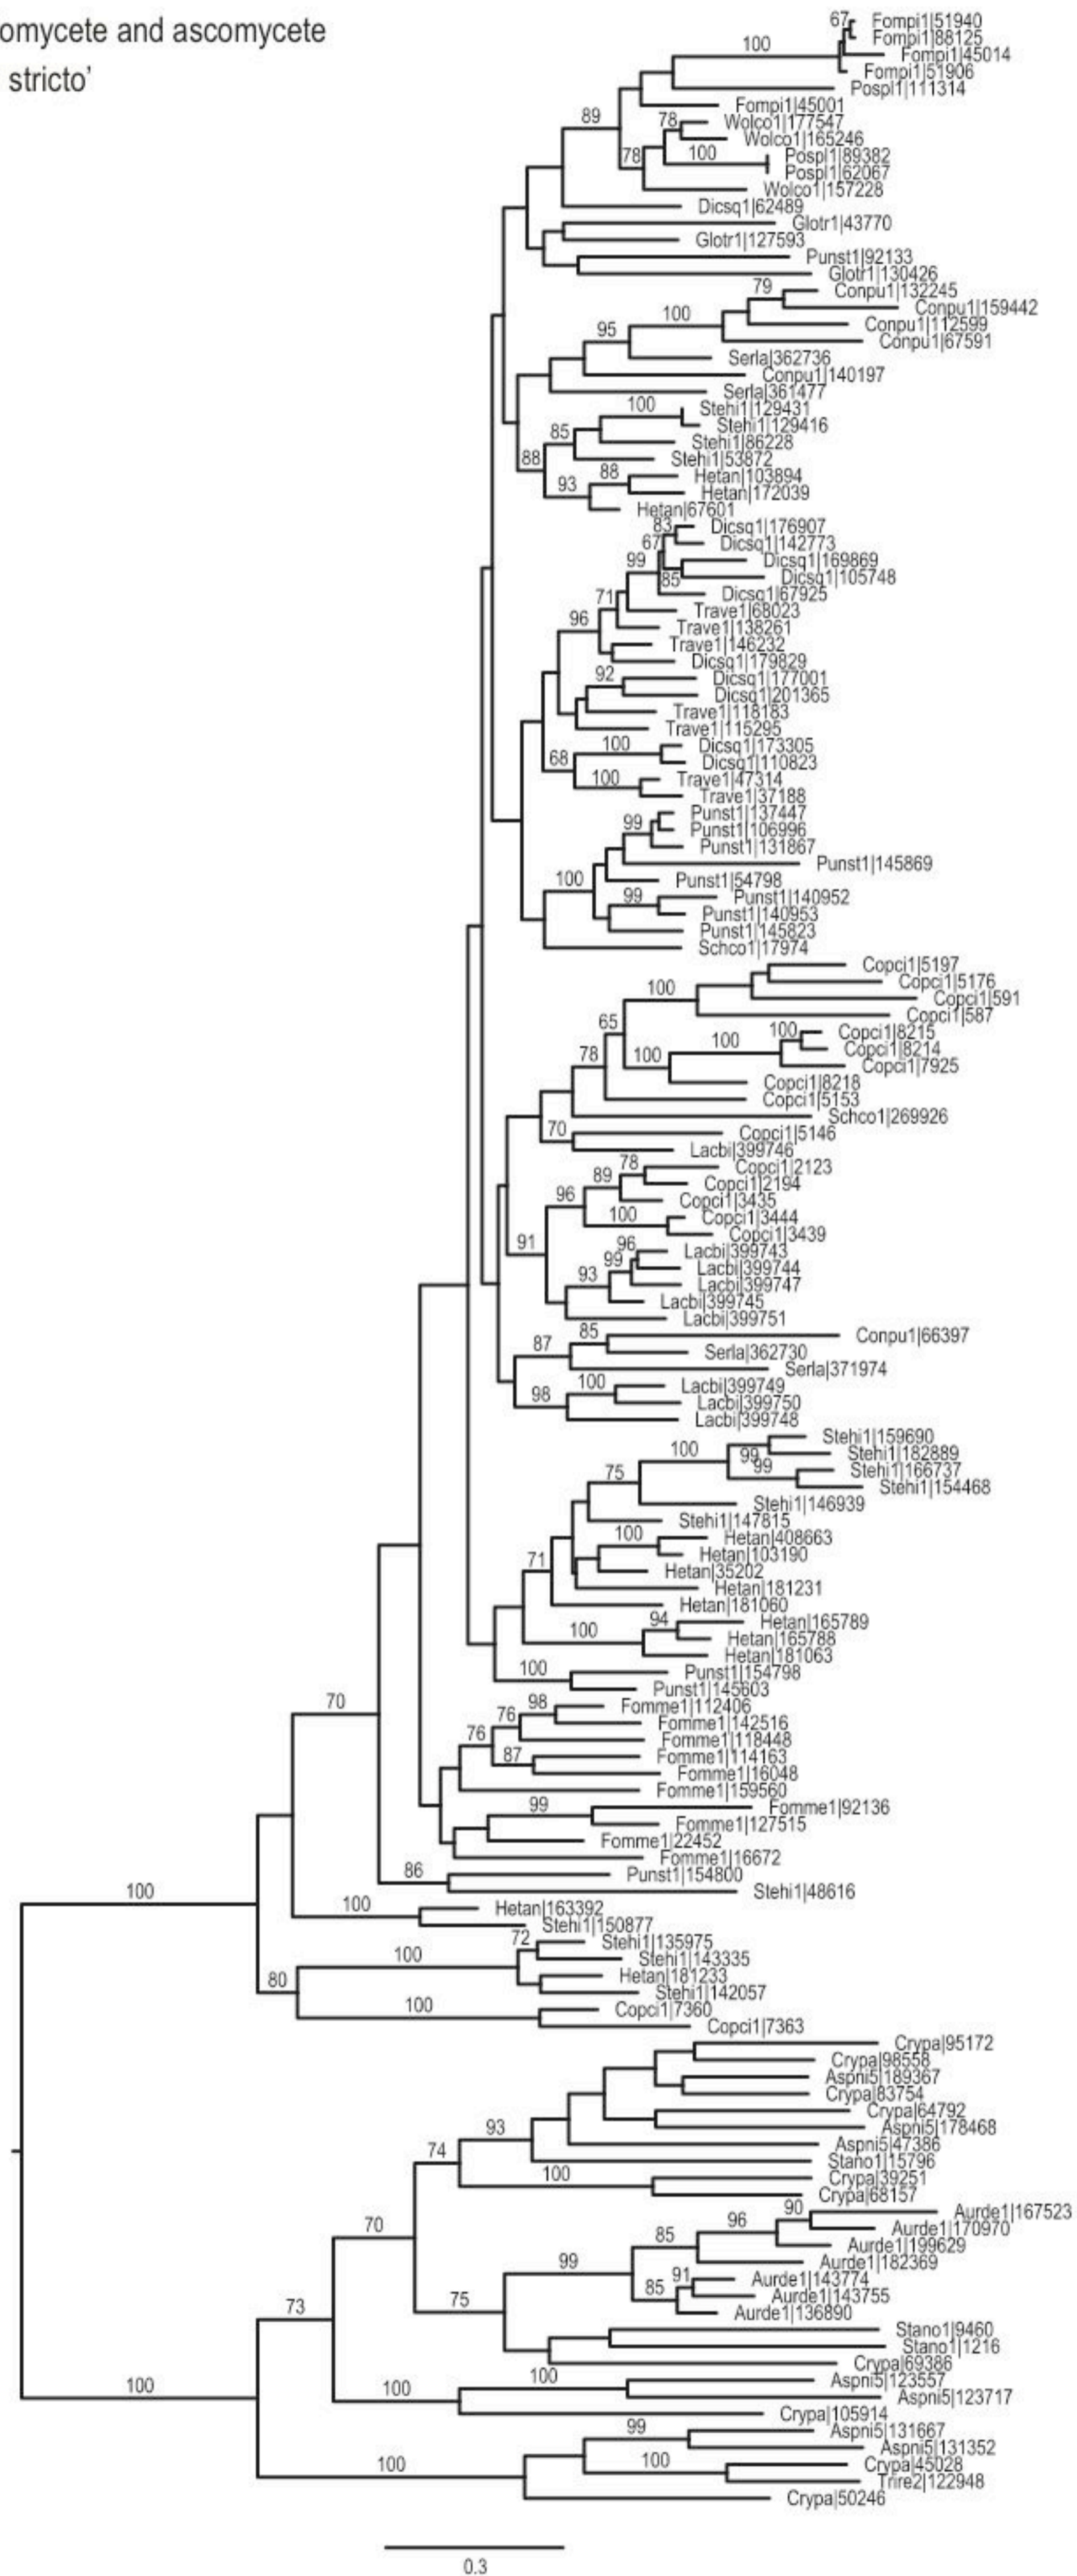 omycete and ascomycete
stricto’
67
Fompi1|51940
Fompi1|88125
100
Fompi1|45014
Fompi1|51906
Pospl1|111314
Fompi1|45001
89
78
Wolco1|177547
Wolco1|165246
78
100
Pospl1|89382
Pospl1|62067
Wolco1|157228
Dicsq1|62489
Glotr1|43770
Glotr1|127593
Punst1|92133
Glotr1|130426
79
Conpu1|132245
Conpu1|159442
100
Conpu1|112599
95
Conpu1|67591
Serla|362736
Conpu1|140197
Serla|361477
100
Stehi1|129431
Stehi1|129416
85
Stehi1|86228
88
Stehi1|53872
88
Hetan|103894
93
Hetan|172039
Hetan|67601
83
Dicsq1|176907
67
Dicsq1|142773
99
Dicsq1|169869
85
Dicsq1|105748
Dicsq1|67925
71
Trave1|68023
96
Trave1|138261
Trave1|146232
Dicsq1|179829
92
Dicsq1|177001
Dicsq1|201365
Trave1|118183
Trave1|115295
100
Dicsq1|173305
68
Dicsq1|110823
100
Trave1|47314
Trave1|37188
Punst1|137447
99
Punst1|106996
Punst1|131867
Punst1|145869
100
Punst1|54798
99
Punst1|140952
Punst1|140953
Punst1|145823
Schco1|17974
Copci1|5197
Copci1|5176
100
Copci1|591
Copci1|587
65
100
Copci1|8215
100
Copci1|8214
78
100
Copci1|7925
Copci1|8218
Copci1|5153
Schco1|269926
70
Copci1|5146
Lacbi|399746
78
Copci1|2123
89
Copci1|2194
96
Copci1|3435
100
Copci1|3444
Copci1|3439
91
96
Lacbi|399743
99
Lacbi|399744
93
Lacbi|399747
Lacbi|399745
Lacbi|399751
85
Conpu1|66397
87
Serla|362730
Serla|371974
100
Lacbi|399749
98
Lacbi|399750
Lacbi|399748
Stehi1|159690
100
99
Stehi1|182889
99
Stehi1|166737
75
Stehi1|154468
Stehi1|146939
Stehi1|147815
100
Hetan|408663
Hetan|103190
71
Hetan|35202
Hetan|181231
Hetan|181060
94
Hetan|165789
100
Hetan|165788
Hetan|181063
100
Punst1|154798
Punst1|145603
70
98
Fomme1|112406
76
Fomme1|142516
76
Fomme1|118448
87
Fomme1|114163
Fomme1|16048
Fomme1|159560
99
Fomme1|92136
Fomme1|127515
Fomme1|22452
Fomme1|16672
86
Punst1|154800
Stehi1|48616
100
100
Hetan|163392
Stehi1|150877
72
Stehi1|135975
100
Stehi1|143335
80
Hetan|181233
Stehi1|142057
100
Copci1|7360
Copci1|7363
Crypa|95172
Crypa|98558
Aspni5|189367
Crypa|83754
Crypa|64792
93
Aspni5|178468
74
Aspni5|47386
Stano1|15796
100
Crypa|39251
Crypa|68157
90
Aurde1|167523
70
96
Aurde1|170970
85
Aurde1|199629
99
Aurde1|182369
91
Aurde1|143774
85
Aurde1|143755
75
Aurde1|136890
73
Stano1|9460
Stano1|1216
Crypa|69386
100
100
Aspni5|123557
100
Aspni5|123717
Crypa|105914
99
Aspni5|131667
Aspni5|131352
100
100
Crypa|45028
Trire2|122948
Crypa|50246
0.3